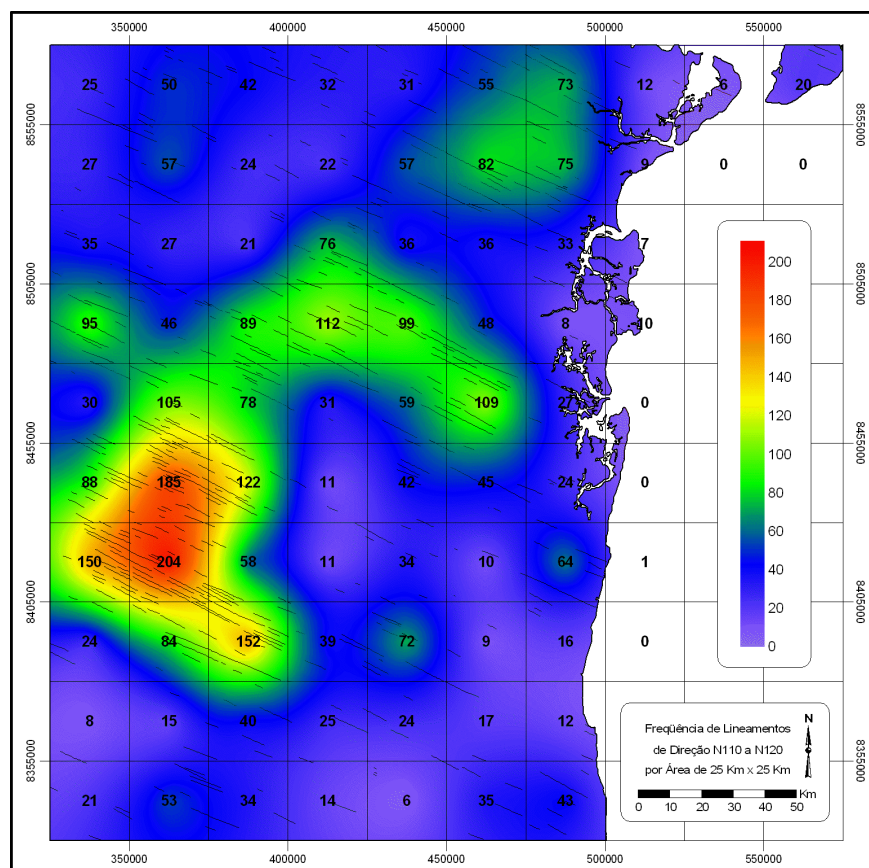 350000 400000 450000 500000 550000
8555000 8555000
8505000 8505000
8455000 8455000
8405000 8405000
8355000 8355000
25 50 42 32 31 55 73 12 6 20
27 57 24 22 57 82 75 9 0 0
35 27 21 76 36 36 33 7
95 46 89 112 99 48 8 10
30 105 78 31 59 109 27 0
88 185 122 11 42 45 24 0
150 204 58 11 34 10 64 1
24 84 152 39 72 9 16 0
8 15 40 25 24 17 12
21 53 34 14 6 35 43
200
180
160
140
120
100
80
60
40
20
0
Freqüência de Lineamentos
de Direção N110 a N120
por Área de 25 Km x 25 Km
N
Km
0 10 20 30 40 50
350000 400000 450000 500000 550000